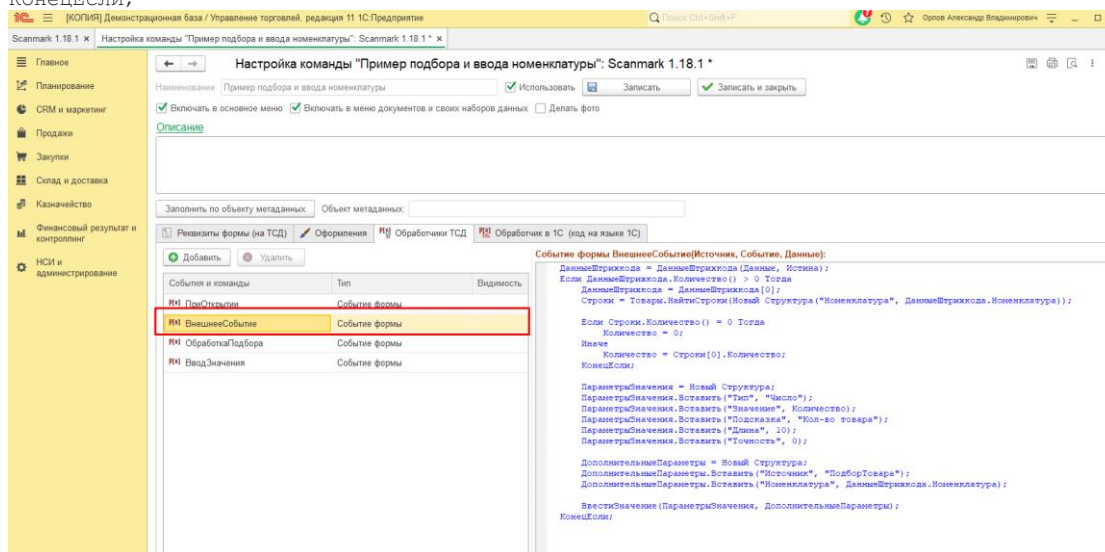 КонецЕсли;
1С [КОПИЯ] Демонстрационная база / Управление торговлей, редакция 11 1С:Предприятие Поиск Ctrl+Shift+F Орлов Александр Владимирович
Scanmark 1.18.1 × Настройка команды "Пример подбора и ввода номенклатуры": Scanmark 1.18.1 * ×
Главное
Планирование
CRM и маркетинг
Продажи
Закупки
Склад и доставка
Казначейство
Финансовый результат и
контроллинг
НСИ и
администрирование
Настройка команды "Пример подбора и ввода номенклатуры": Scanmark 1.18.1 *
Наименование: Пример подбора и ввода номенклатуры Использовать Записать Записать и закрыть
Включать в основное меню Включать в меню документов и своих наборов данных Делать фото
Описание
Заполнить по объекту метаданных Объект метаданных:
Реквизиты формы (на ТСД) Оформления Обработчики ТСД Обработчик в 1С (код на языке 1С)
Добавить Удалить
События и команды Тип Видимость
ПриОткрытии Событие формы
ВнешнееСобытие Событие формы
ОбработкаПодбора Событие формы
ВводЗначения Событие формы
Событие формы ВнешнееСобытие(Источник, Событие, Данные):
ДанныеШтрихкода = ДанныеШтрихкода(Данные, Истина);
Если ДанныеШтрихкода.Количество() > 0 Тогда
ДанныеШтрихкода = ДанныеШтрихкода[0];
Строки = Товары.НайтиСтроки(Новый Структура("Номенклатура", ДанныеШтрихкода.Номенклатура));
Если Строки.Количество() = 0 Тогда
Количество = 0;
Иначе
Количество = Строки[0].Количество;
КонецЕсли;
ПараметрыЗначения = Новый Структура;
ПараметрыЗначения.Вставить("Тип", "Число");
ПараметрыЗначения.Вставить("Значение", Количество);
ПараметрыЗначения.Вставить("Подсказка", "Кол-во товара");
ПараметрыЗначения.Вставить("Длина", 10);
ПараметрыЗначения.Вставить("Точность", 0);
ДополнительныеПараметры = Новый Структура;
ДополнительныеПараметры.Вставить("Источник", "ПодборТовара");
ДополнительныеПараметры.Вставить("Номенклатура", ДанныеШтрихкода.Номенклатура);
ВвестиЗначение(ПараметрыЗначения, ДополнительныеПараметры);
КонецЕсли;